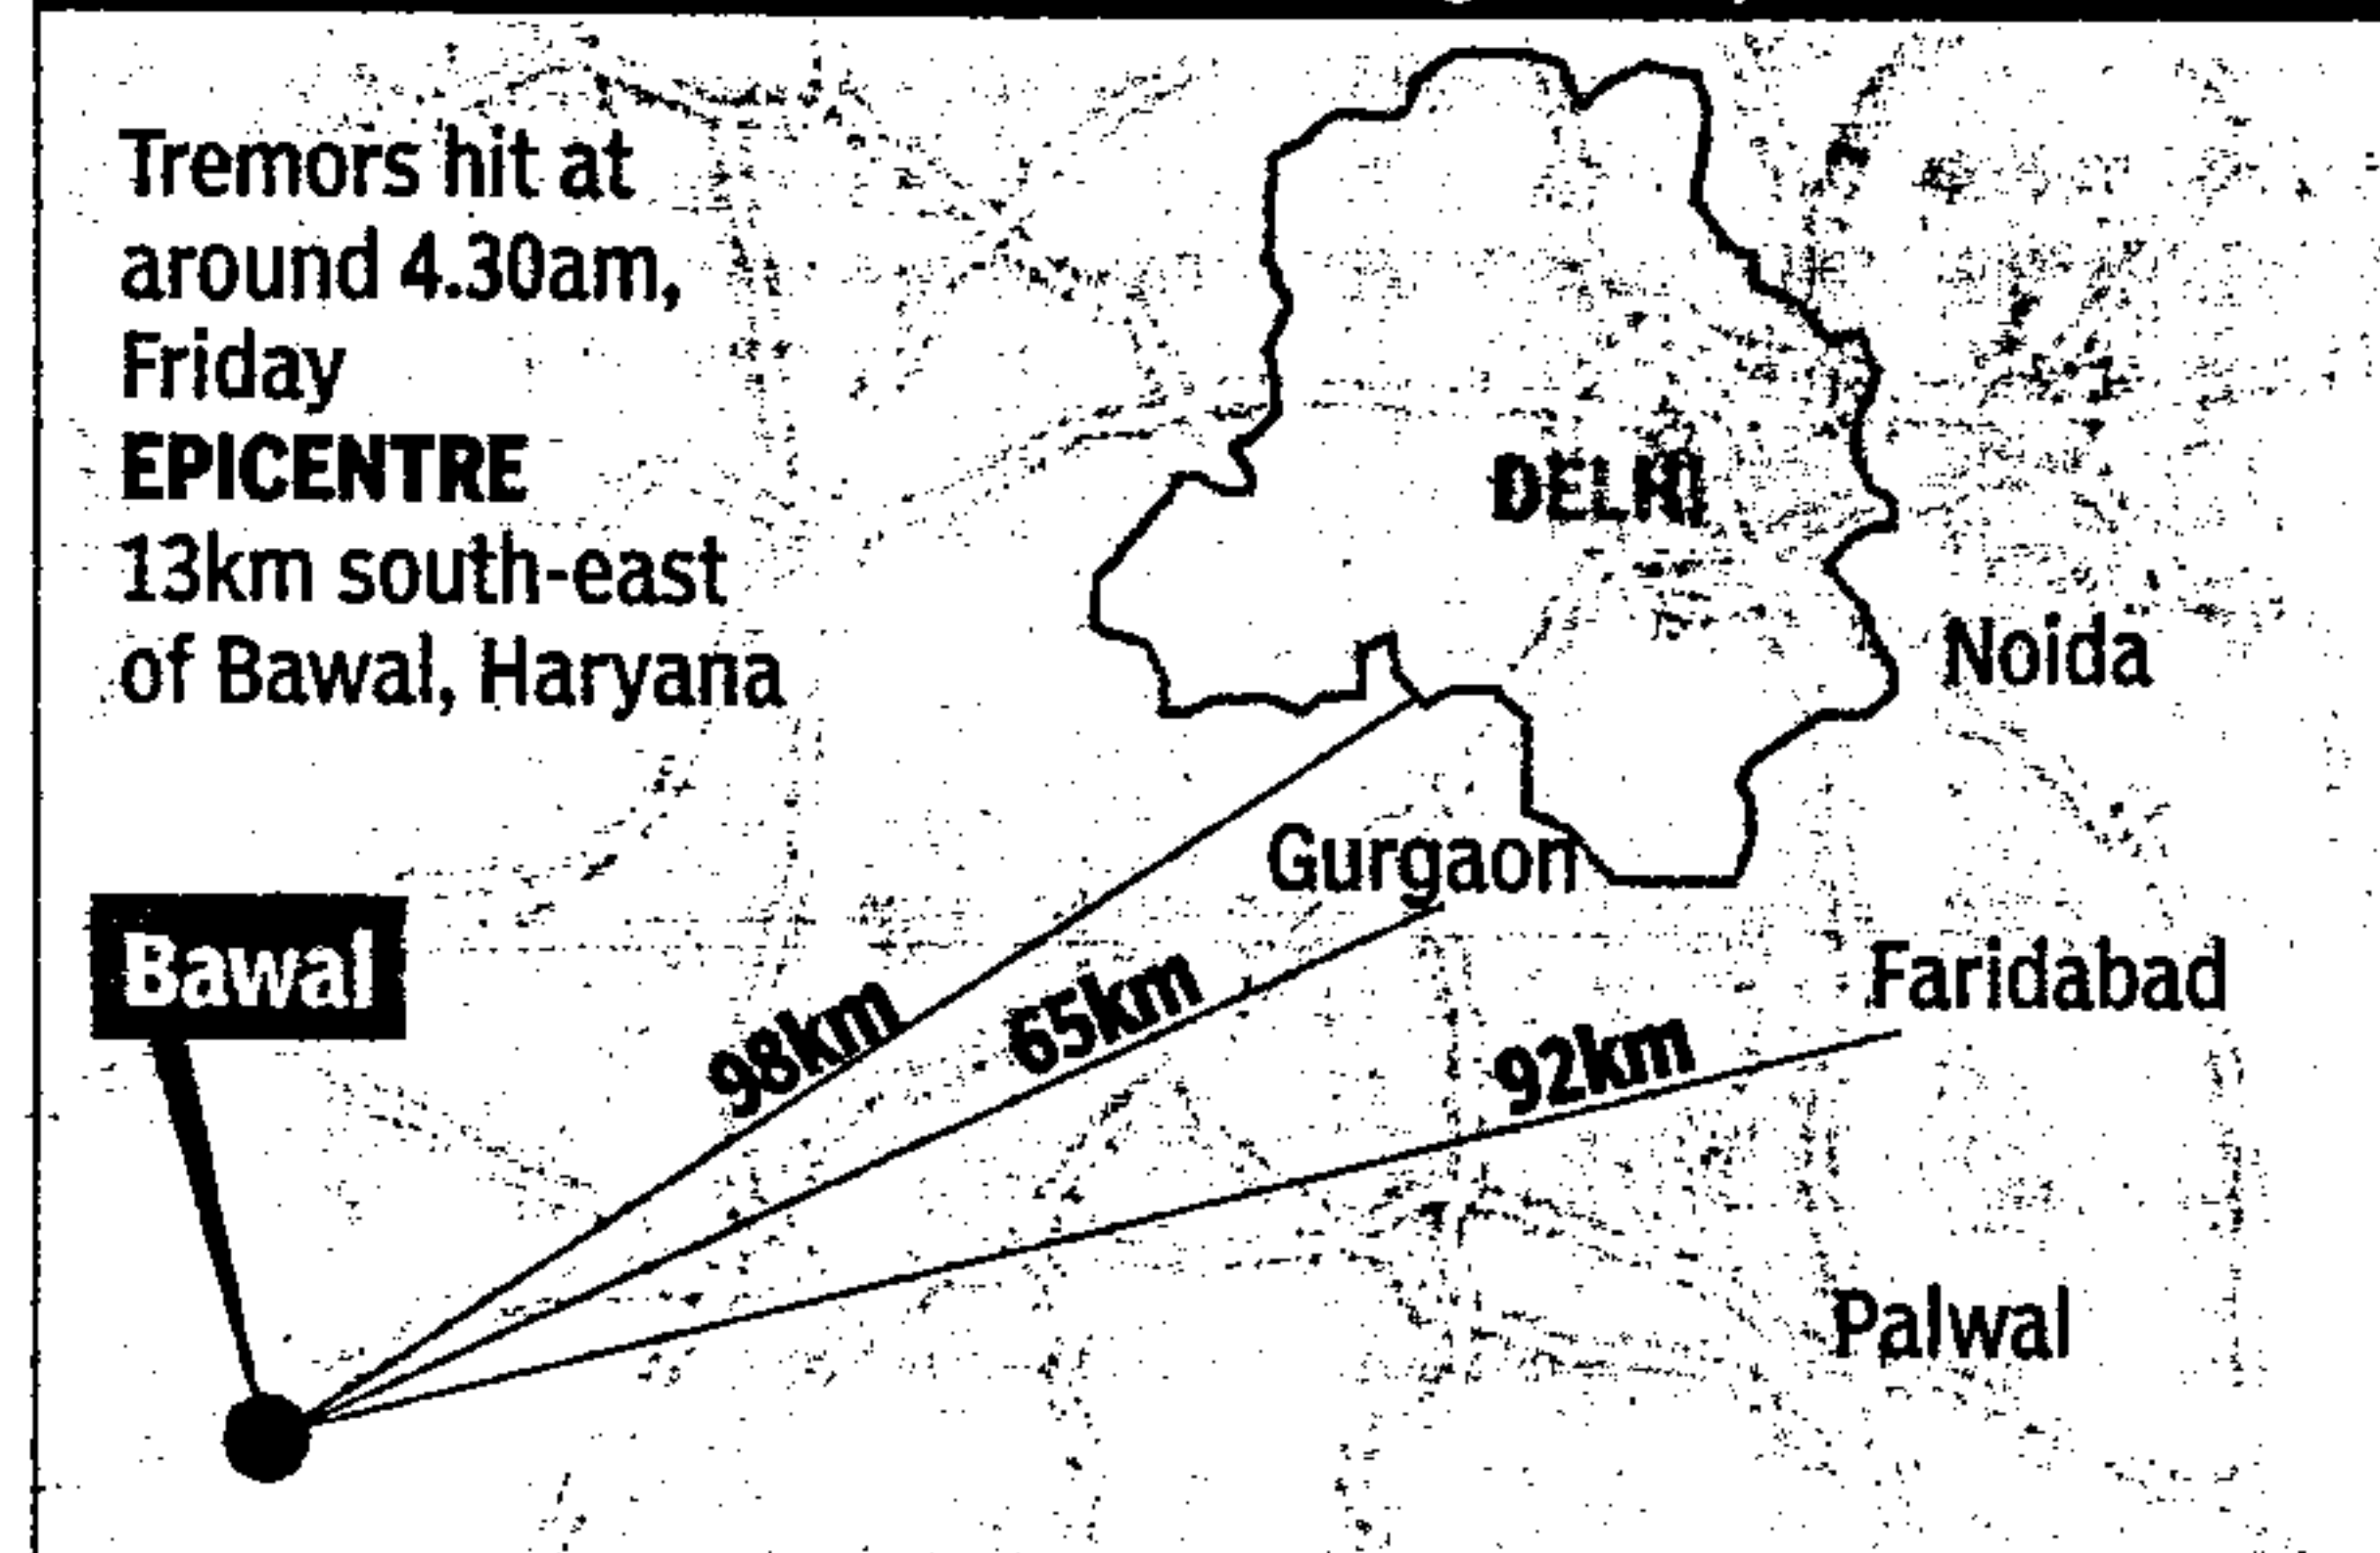 Tremors hit at
around 4.30am,
Friday
EPICENTRE
13km south-east
of Bawal, Haryana
DELHI
Noida
Gurgaon
Bawal
Faridabad
98km
65km
92km
Palwal